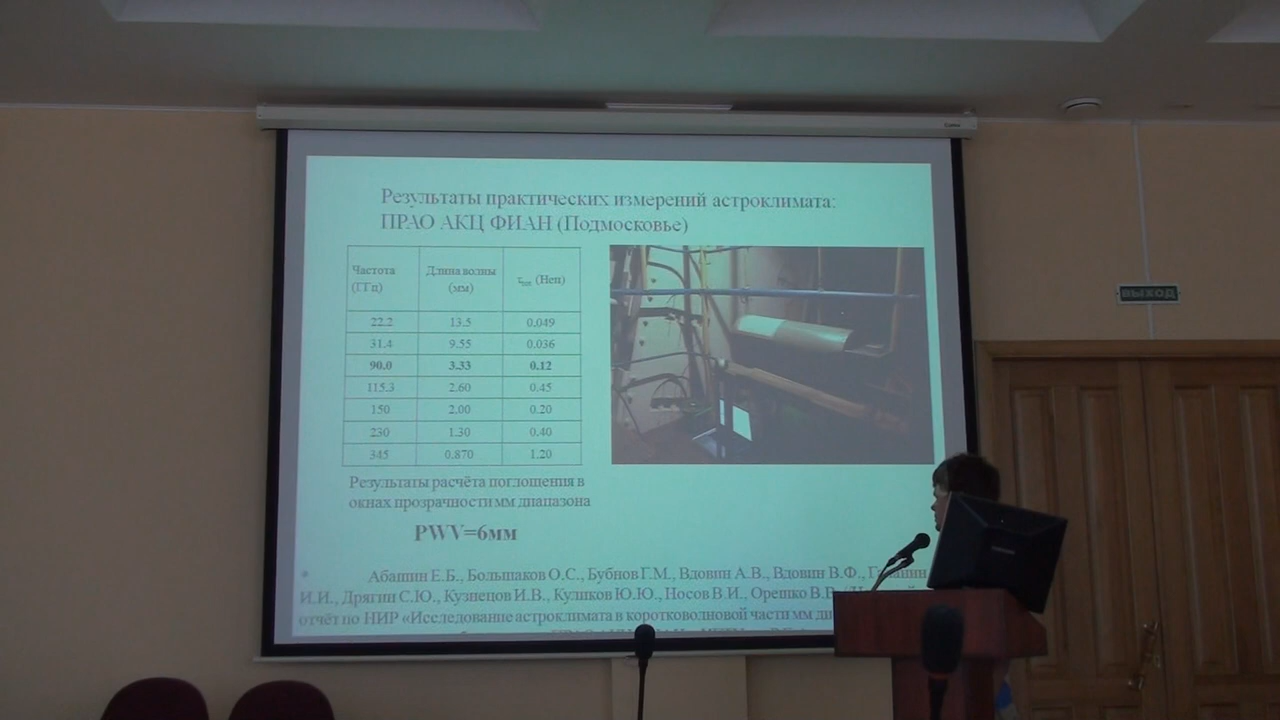 Результаты практических измерений астроклимата:
ПРАО АКЦ ФИАН (Подмосковье)
Частота (ГГц) Длина волны (мм) τ (Неп)
22.2 13.5 0.049
31.4 9.55 0.036
90.0 3.33 0.12
115.3 2.60 0.45
150 2.00 0.20
230 1.30 0.40
345 0.870 1.20
Результаты расчёта поглощения в
окнах прозрачности мм диапазона
PWV=6мм
Абашин Е.Б., Большаков О.С., Бубнов Г.М., Вдовин А.В., Вдовин В.Ф.,
И.И., Дрягин С.Ю., Кузнецов И.В., Куликов Ю.Ю., Носов В.И., Орешко В.В.
отчёт по НИР «Исследование астроклимата в коротковолновой части мм
ВЫХОД